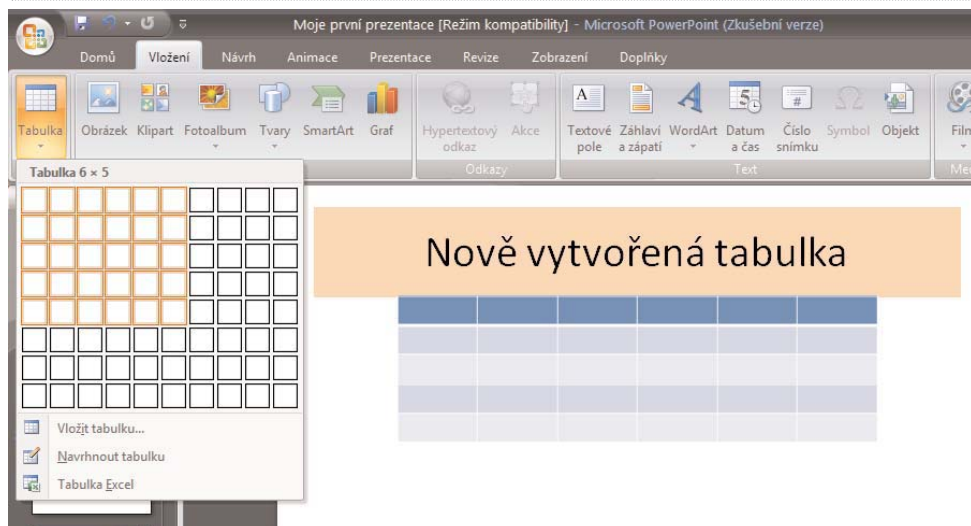 Moje první prezentace [Režim kompatibility] - Microsoft PowerPoint (Zkušební verze)
Domů Vložení Návrh Animace Prezentace Revize Zobrazení Doplňky
Tabulka Obrázek Klipart Fotoalbum Tvary SmartArt Graf Hypertextový odkaz Akce Textové pole Záhlaví a zápatí WordArt Datum a čas Číslo snímku Symbol Objekt Film
Odkazy Text
Tabulka 6 × 5
Nově vytvořená tabulka
Vložit tabulku...
Navrhnout tabulku
Tabulka Excel